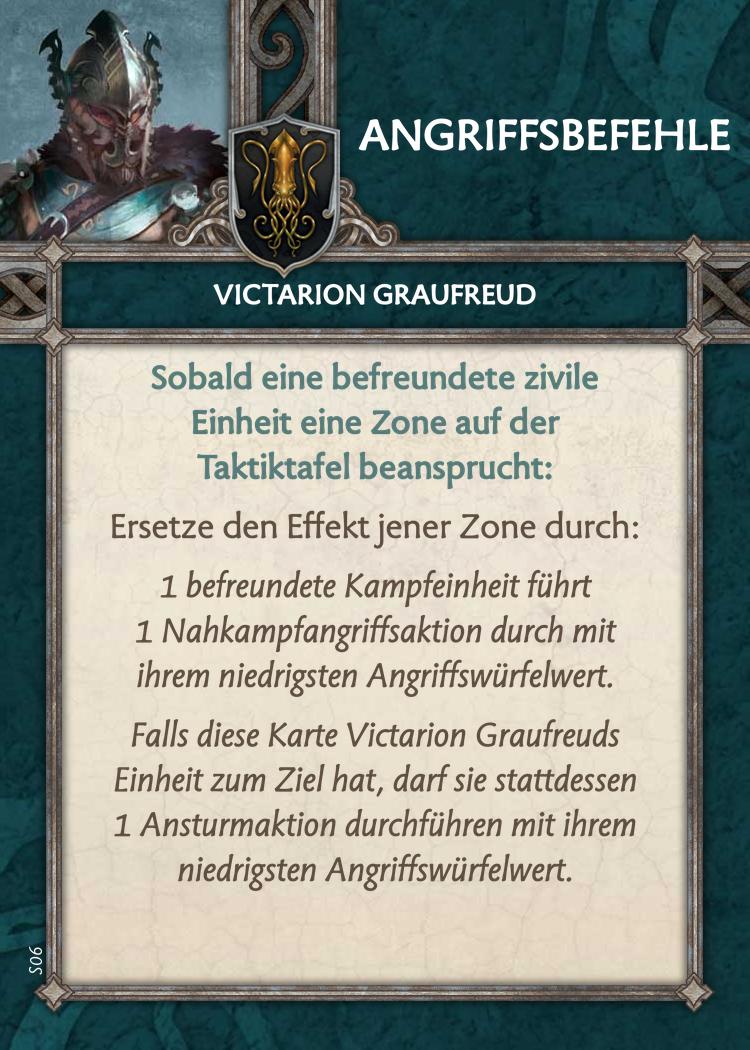 ANGRIFFSBEFEHLE
VICTARION GRAUFREUD
Sobald eine befreundete zivile
Einheit eine Zone auf der
Taktiktafel beansprucht:
Ersetze den Effekt jener Zone durch:
1 befreundete Kampfeinheit führt
1 Nahkampfangriffsaktion durch mit
ihrem niedrigsten Angriffswürfelwert.
Falls diese Karte Victarion Graufreuds
Einheit zum Ziel hat, darf sie stattdessen
1 Ansturmaktion durchführen mit ihrem
niedrigsten Angriffswürfelwert.
S06